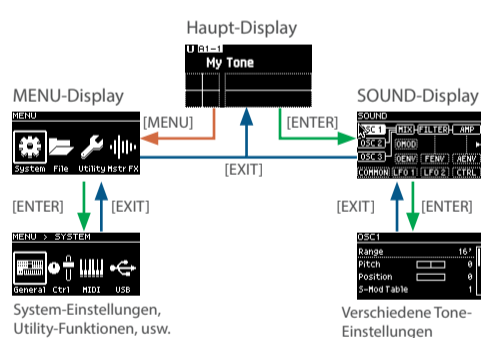 Haupt-Display
U A1-1
My Tone
MENU-Display
SOUND-Display
MENU
System File Utility Mstr FX
[MENU]
[ENTER]
[EXIT]
SOUND
OSC 1 MIX FILTER AMP
OSC 2 OMOD
OSC 3 OENV FENV AENV
COMMON LFO 1 LFO 2 CTRL
[ENTER]
[EXIT]
[EXIT]
[ENTER]
MENU > SYSTEM
General Ctrl MIDI USB
OSC1
Range 16'
Pitch 0
Position 0
S-Mod Table 1
System-Einstellungen,
Utility-Funktionen, usw.
Verschiedene Tone-
Einstellungen